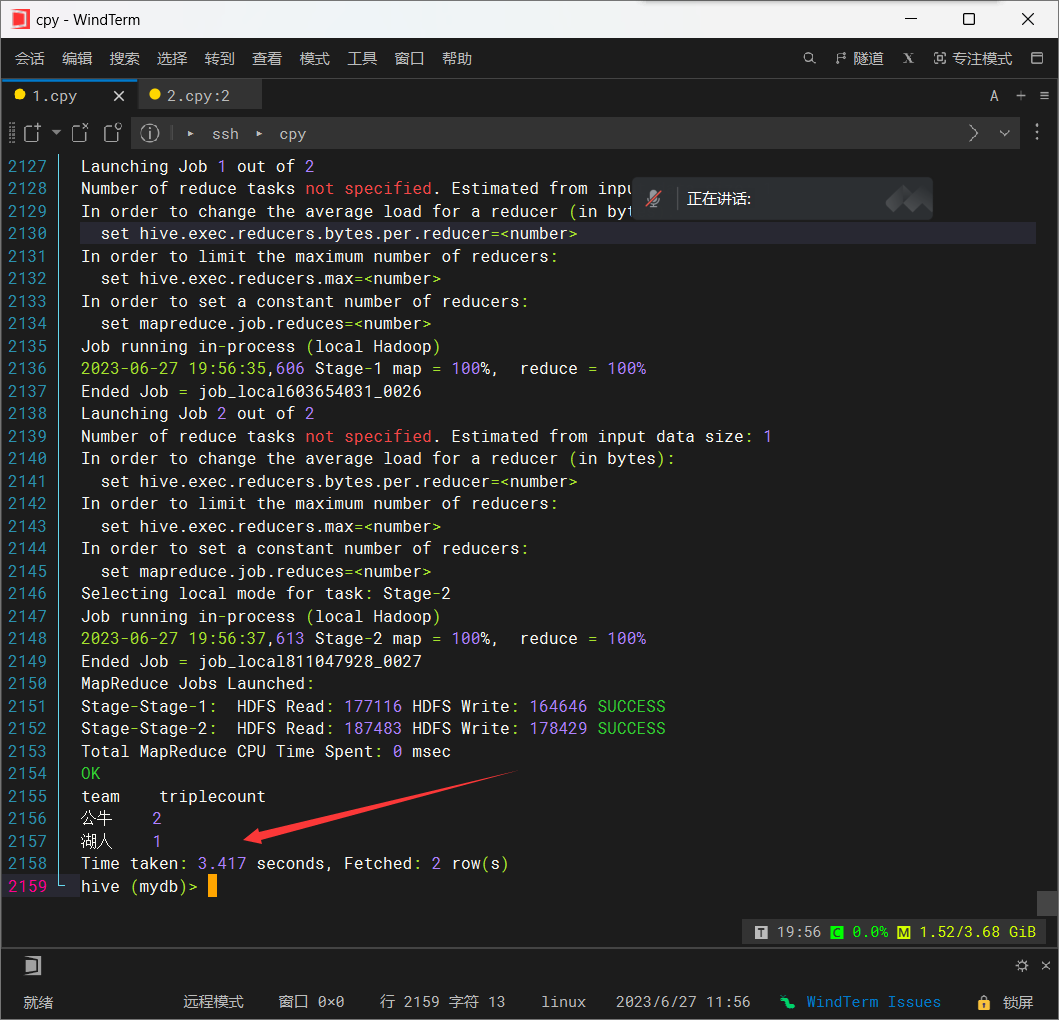 cpy - WindTerm
会话 编辑 搜索 选择 转到 查看 模式 工具 窗口 帮助 隧道 X 专注模式
1.cpy 2.cpy:2 A
ssh cpy
2127 Launching Job 1 out of 2
2128 Number of reduce tasks not specified. Estimated from inpu
正在讲话:
2129 In order to change the average load for a reducer (in byt
2130 set hive.exec.reducers.bytes.per.reducer=<number>
2131 In order to limit the maximum number of reducers:
2132 set hive.exec.reducers.max=<number>
2133 In order to set a constant number of reducers:
2134 set mapreduce.job.reduces=<number>
2135 Job running in-process (local Hadoop)
2136 2023-06-27 19:56:35,606 Stage-1 map = 100%, reduce = 100%
2137 Ended Job = job_local603654031_0026
2138 Launching Job 2 out of 2
2139 Number of reduce tasks not specified. Estimated from input data size: 1
2140 In order to change the average load for a reducer (in bytes):
2141 set hive.exec.reducers.bytes.per.reducer=<number>
2142 In order to limit the maximum number of reducers:
2143 set hive.exec.reducers.max=<number>
2144 In order to set a constant number of reducers:
2145 set mapreduce.job.reduces=<number>
2146 Selecting local mode for task: Stage-2
2147 Job running in-process (local Hadoop)
2148 2023-06-27 19:56:37,613 Stage-2 map = 100%, reduce = 100%
2149 Ended Job = job_local811047928_0027
2150 MapReduce Jobs Launched:
2151 Stage-Stage-1: HDFS Read: 177116 HDFS Write: 164646 SUCCESS
2152 Stage-Stage-2: HDFS Read: 187483 HDFS Write: 178429 SUCCESS
2153 Total MapReduce CPU Time Spent: 0 msec
2154 OK
2155 team triplecount
2156 公牛 2
2157 湖人 1
2158 Time taken: 3.417 seconds, Fetched: 2 row(s)
2159 hive (mydb)>
T 19:56 C 0.0% M 1.52/3.68 GiB
就绪 远程模式 窗口 0×0 行 2159 字符 13 linux 2023/6/27 11:56 WindTerm Issues 锁屏